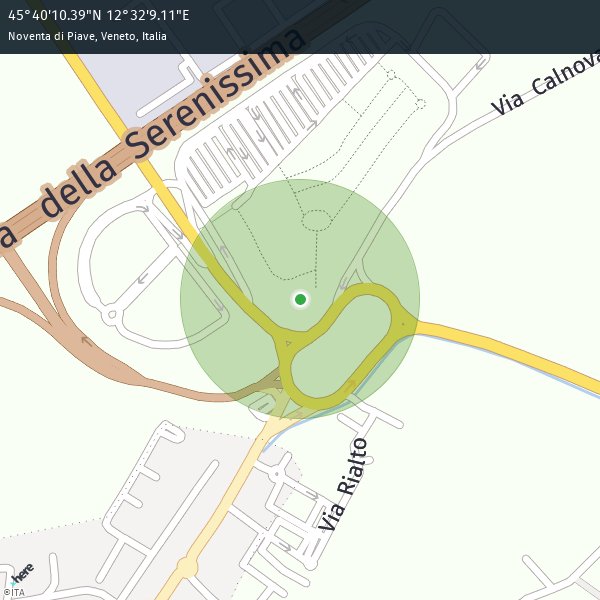 45°40'10.39"N 12°32'9.11"E
Noventa di Piave, Veneto, Italia
a della Serenissima
Via Calnova
Via Rialto
here
©ITA